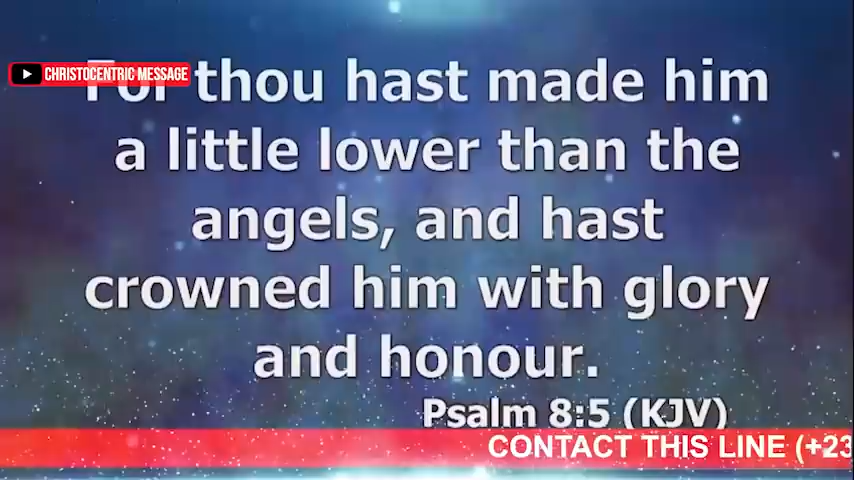 CHRISTOCENTRIC MESSAGE
For thou hast made him
a little lower than the
angels, and hast
crowned him with glory
and honour.
Psalm 8:5 (KJV)
CONTACT THIS LINE (+23